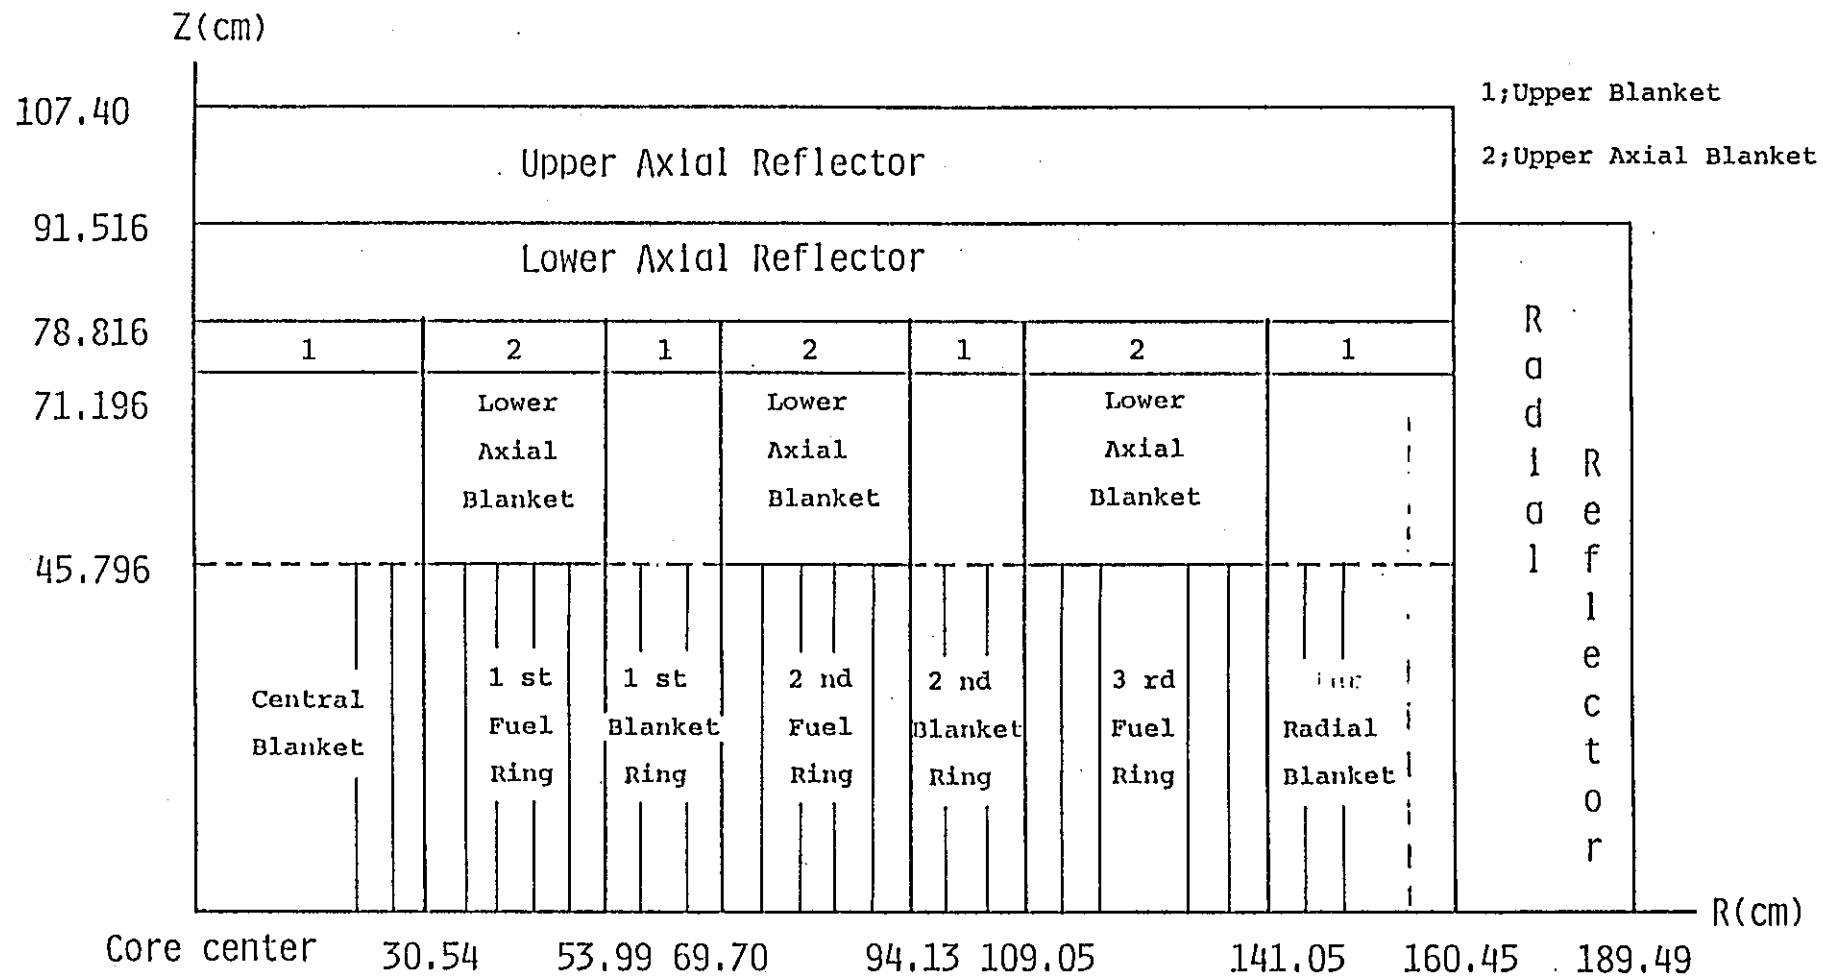 Z(cm)
107.40
91.516
78.816
71.196
45.796
1;Upper Blanket
2;Upper Axial Blanket
Upper Axial Reflector
Lower Axial Reflector
1
2
1
2
1
2
1
Lower
Axial
Blanket
Lower
Axial
Blanket
Lower
Axial
Blanket
Central
Blanket
1 st
Fuel
Ring
1 st
Blanket
Ring
2 nd
Fuel
Ring
2 nd
Blanket
Ring
3 rd
Fuel
Ring
Radial
Blanket
Radial
Reflector
R(cm)
Core center
30.54
53.99
69.70
94.13
109.05
141.05
160.45
189.49